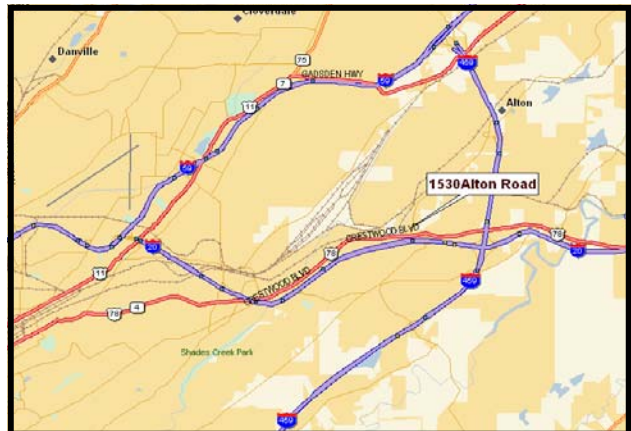 Cloverdale
Danville
75
7
GADSDEN HWY
59
459
11
Alton
59
1530Alton Road
CRESTWOOD BLVD
78
78
20
20
11
CRESTWOOD BLVD
459
4
78
Shades Creek Park
459